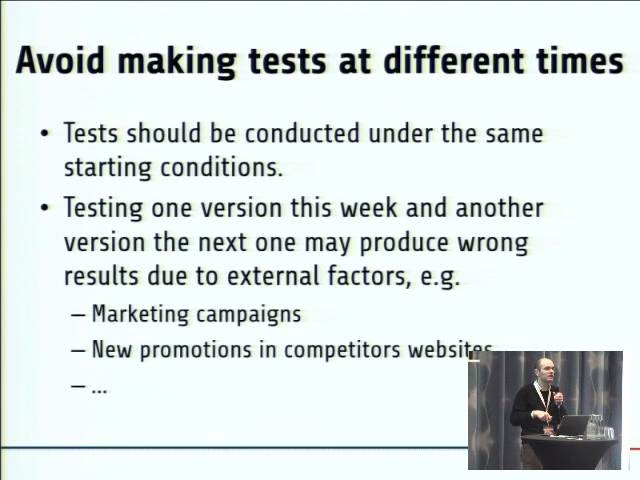 Avoid making tests at different times
• Tests should be conducted under the same
starting conditions.
• Testing one version this week and another
version the next one may produce wrong
results due to external factors, e.g.
– Marketing campaigns
– New promotions in competitors websites
– ...